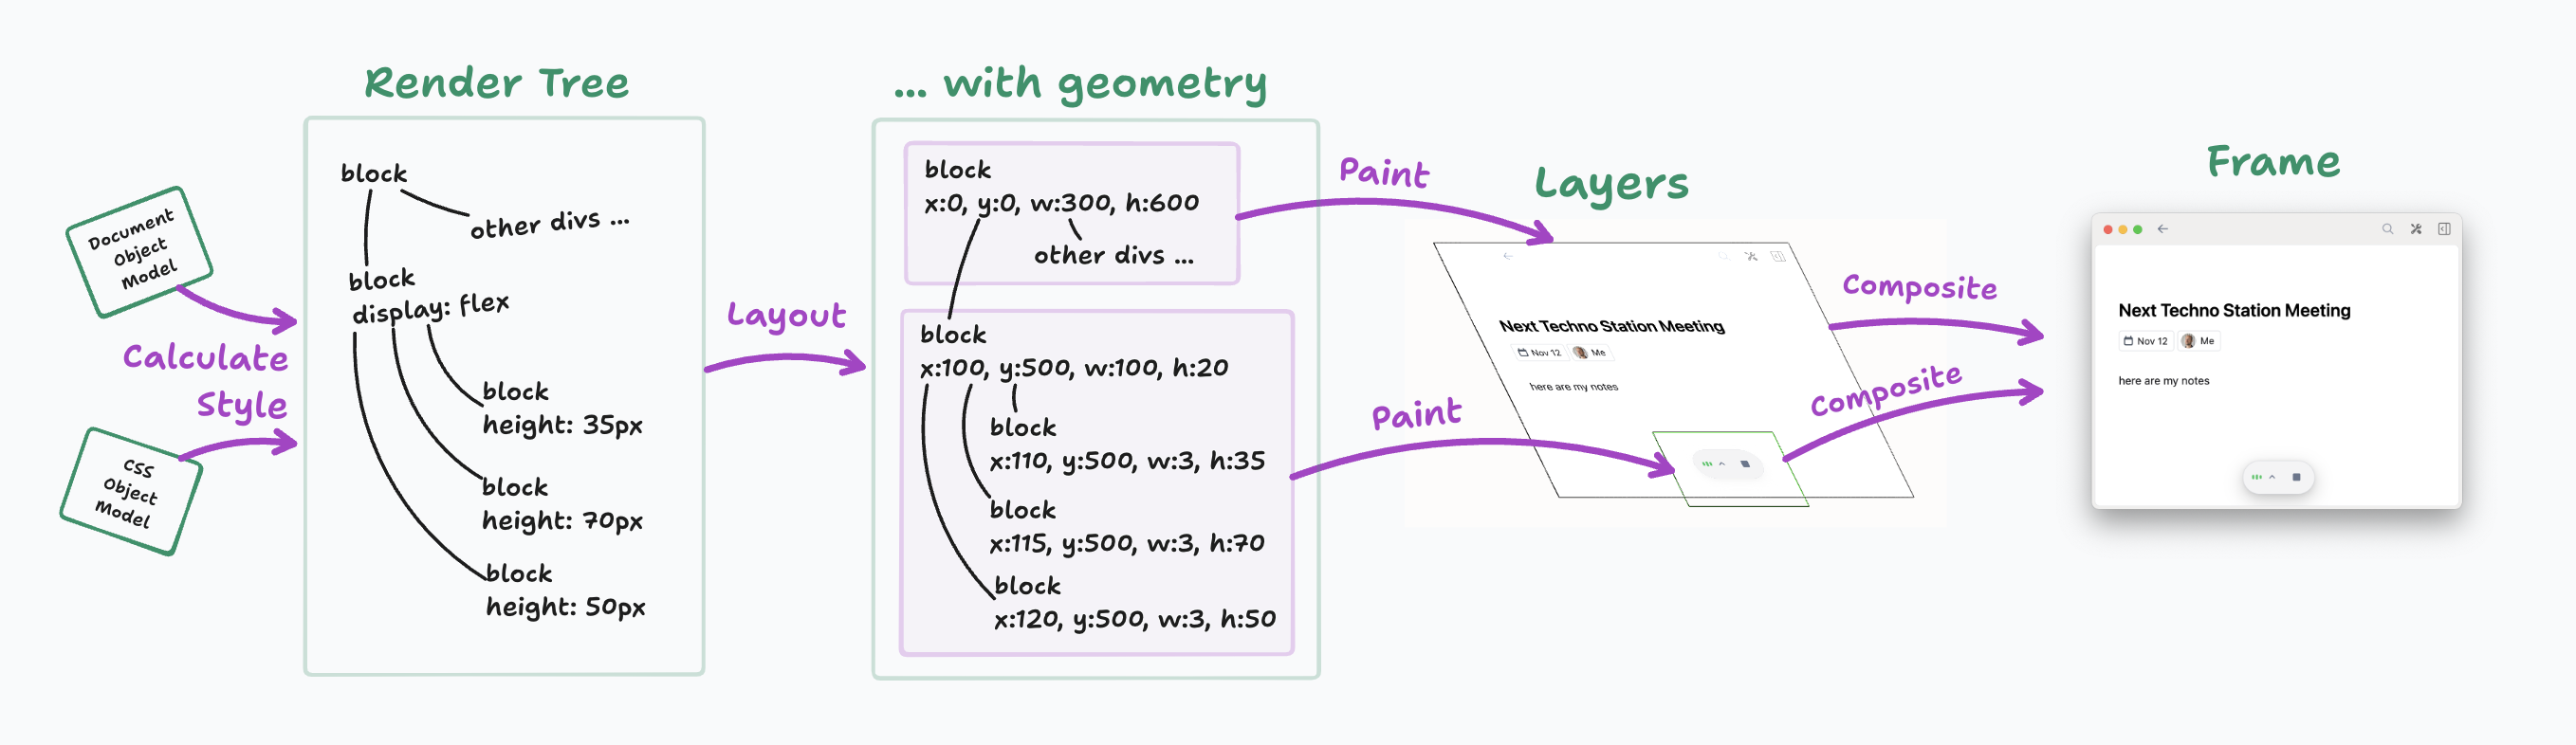 Document
Object
Model
Calculate
Style
CSS
Object
Model
Render Tree
block
other divs ...
block
display: flex
block
height: 35px
block
height: 70px
block
height: 50px
Layout
... with geometry
block
x:0, y:0, w:300, h:600
other divs ...
block
x:100, y:500, w:100, h:20
block
x:110, y:500, w:3, h:35
block
x:115, y:500, w:3, h:70
block
x:120, y:500, w:3, h:50
Paint
Paint
Layers
Next Techno Station Meeting
Nov 12 Me
here are my notes
Composite
Composite
Frame
Next Techno Station Meeting
Nov 12 Me
here are my notes